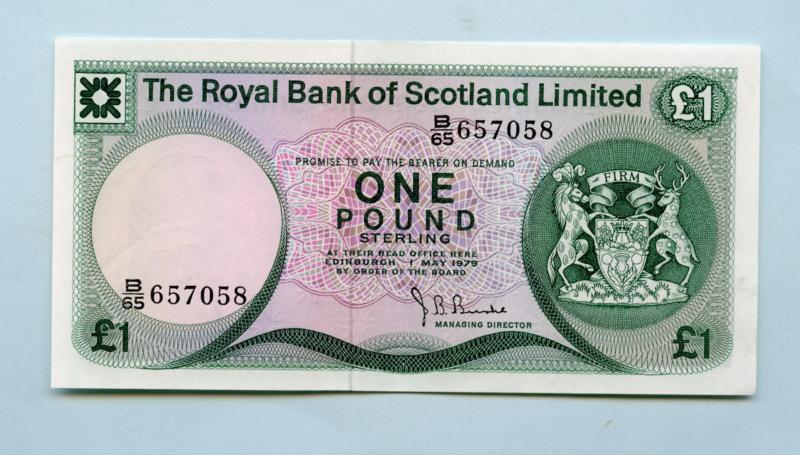 The Royal Bank of Scotland Limited £1
B/65 657058
PROMISE TO PAY THE BEARER ON DEMAND
FIRM
ONE
POUND
STERLING
AT THEIR HEAD OFFICE HERE
EDINBURGH, 1 MAY 1979
BY ORDER OF THE BOARD
B/65 657058
J. B. Burke
MANAGING DIRECTOR
£1 £1